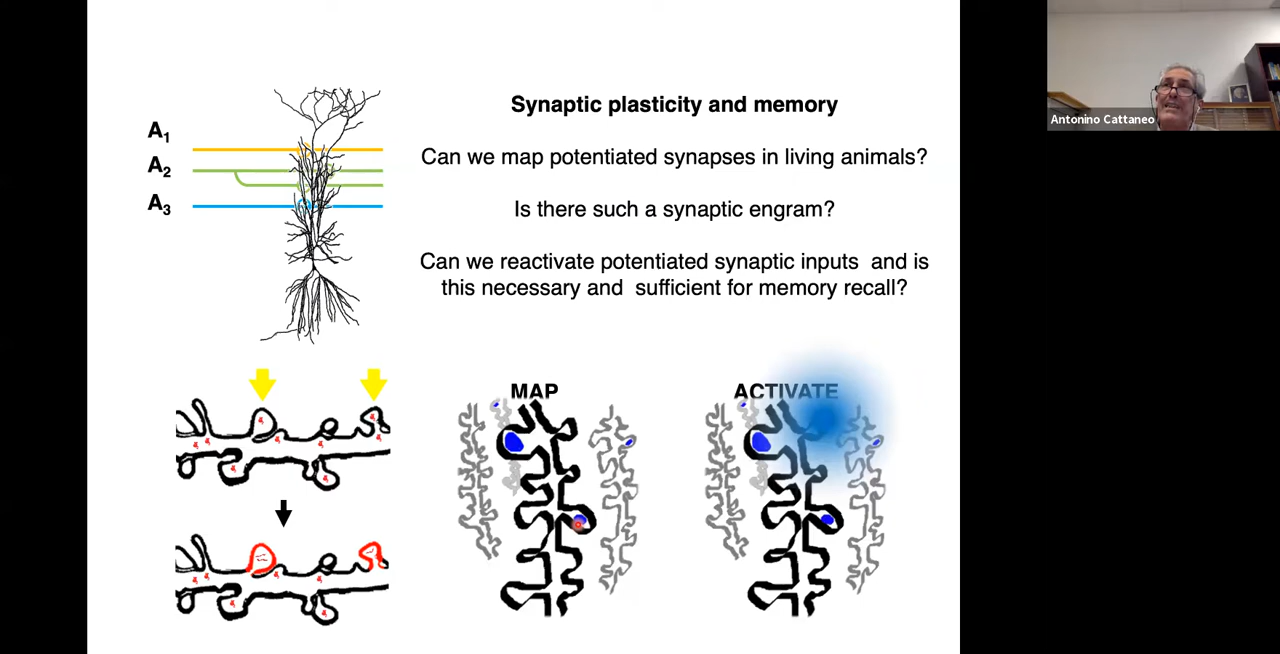 Synaptic plasticity and memory
A1
Can we map potentiated synapses in living animals?
A2
A3
Is there such a synaptic engram?
Can we reactivate potentiated synaptic inputs and is
this necessary and sufficient for memory recall?
MAP
ACTIVATE
Antonino Cattaneo